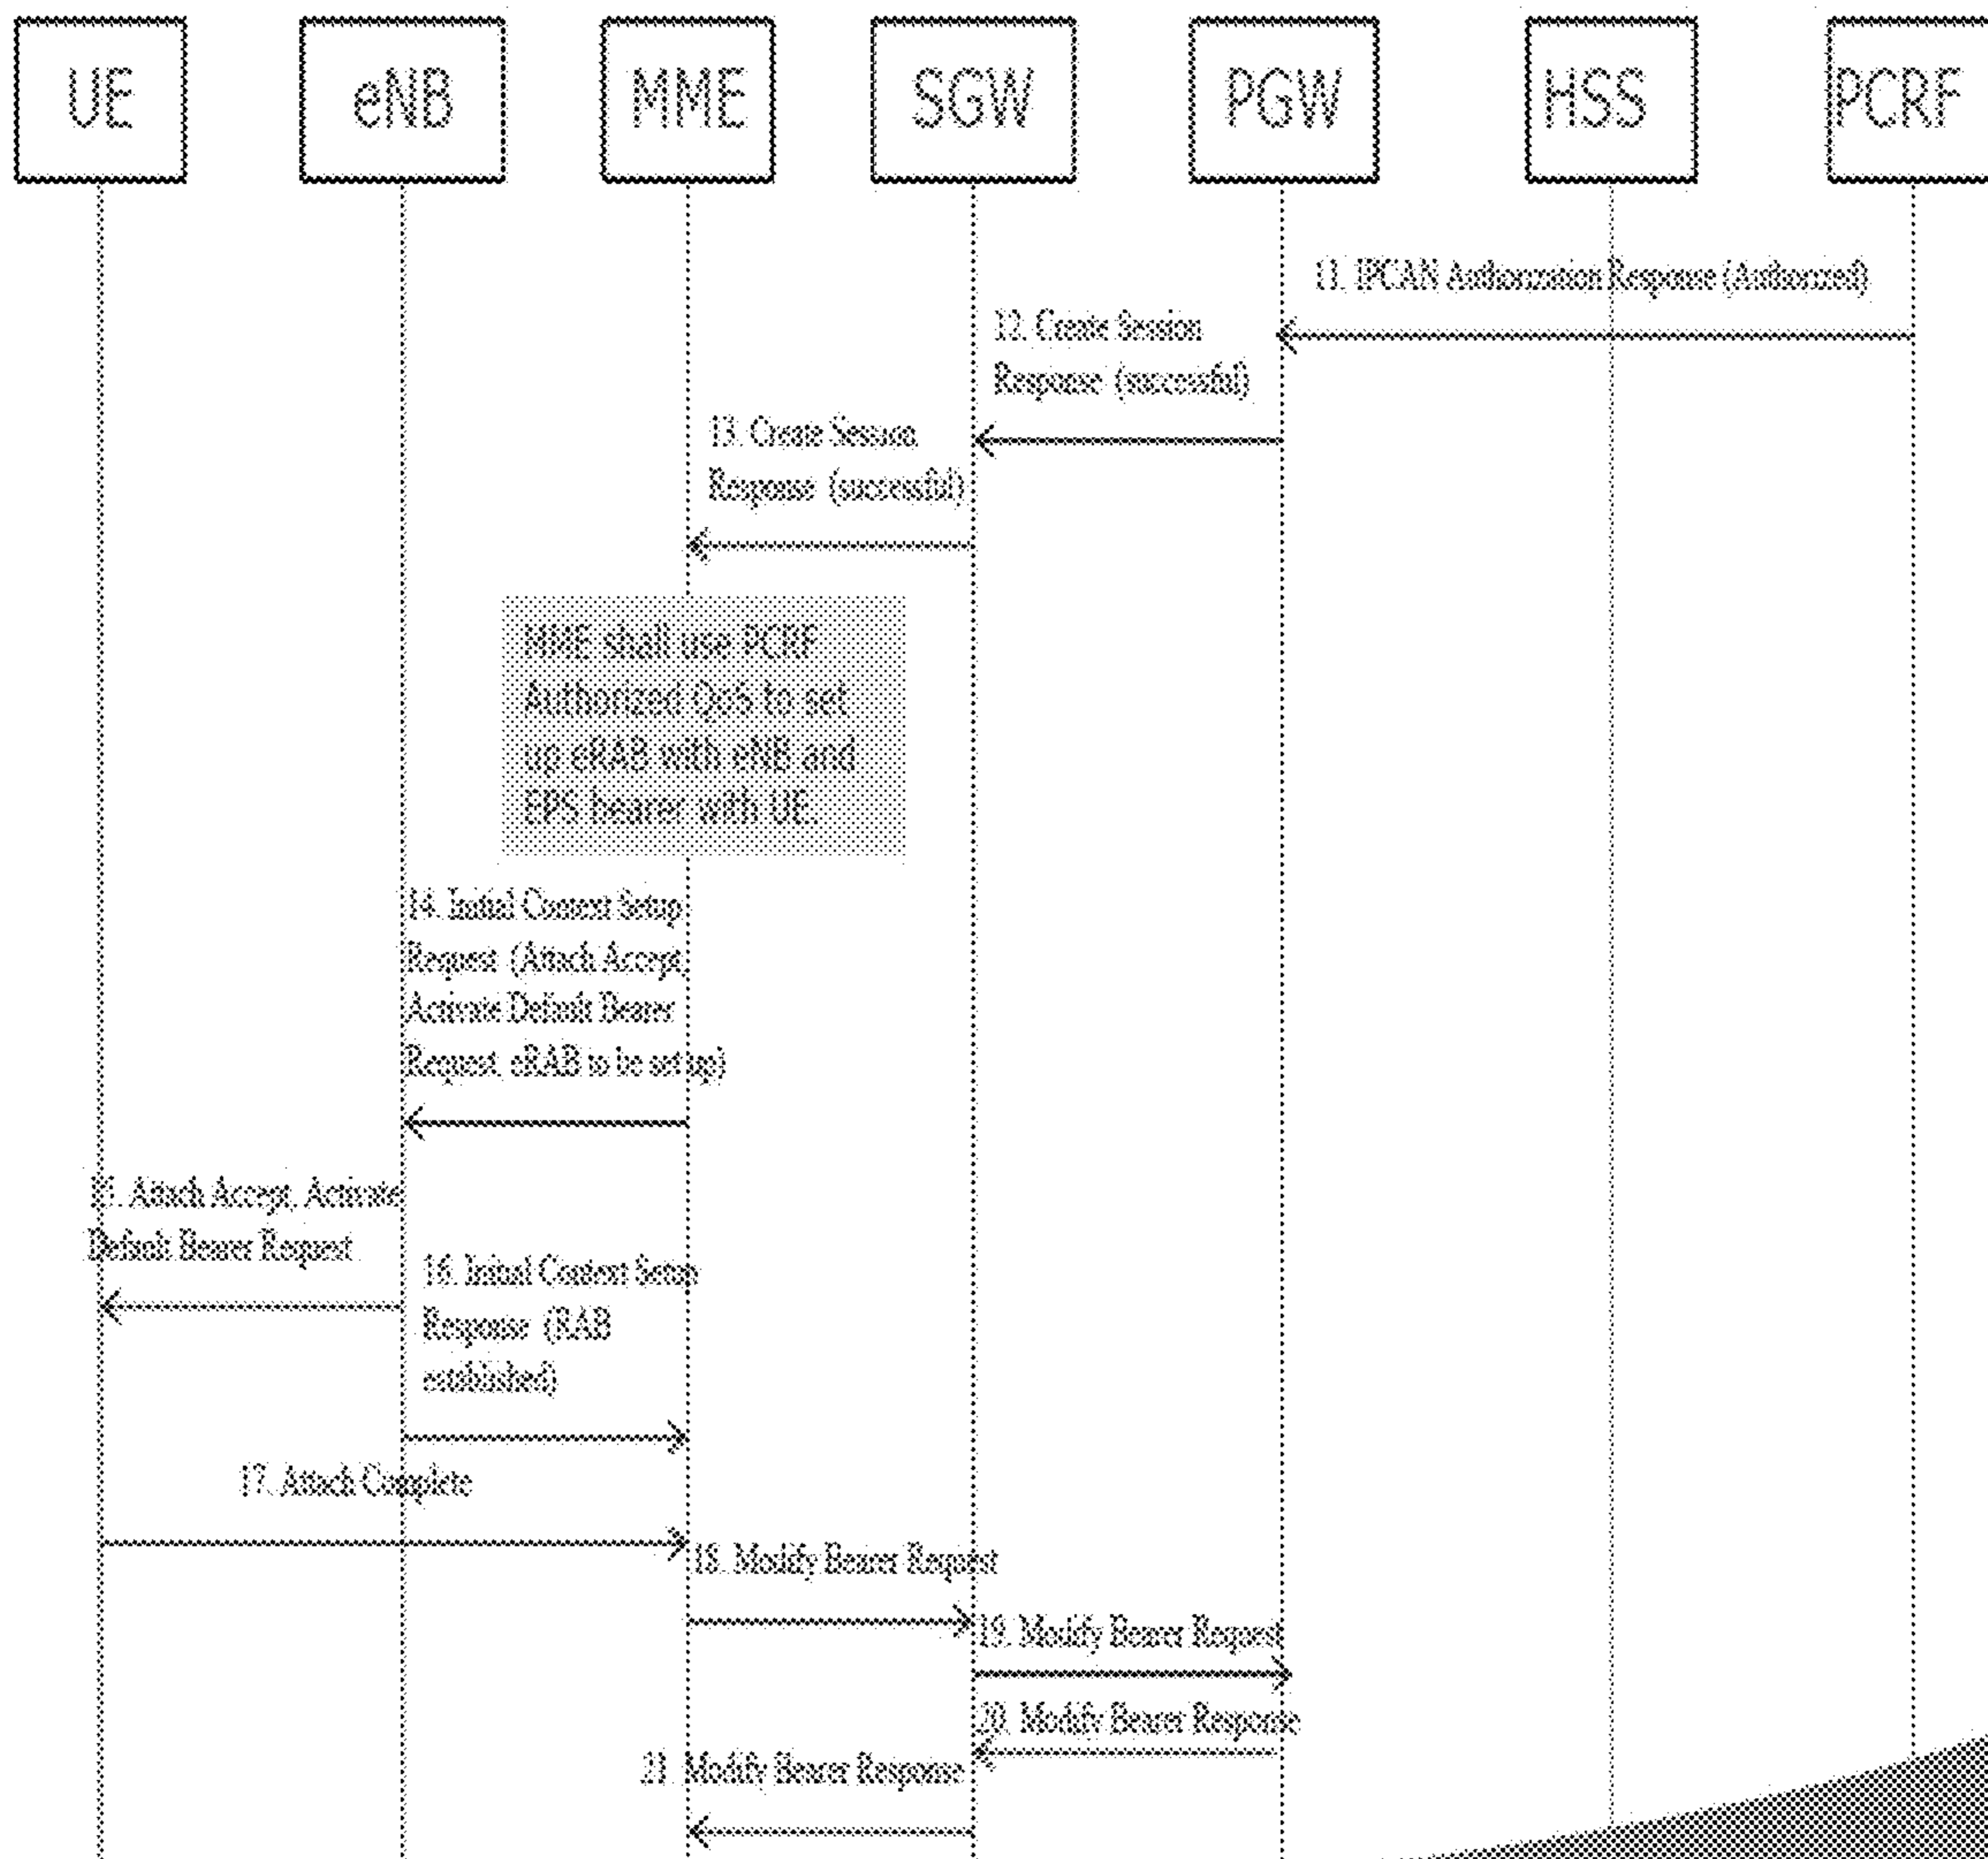 UE
eNB
MME
SGW
PGW
HSS
PCRF
11. IPCAN Authorization Response (Authorized)
12. Create Session
Response (successful)
13. Create Session
Response (successful)
MME shall use PCRF
Authorized QoS to set
up eRAB with eNB and
EPS bearer with UE.
14. Initial Context Setup
Request (Attach Accept,
Activate Default Bearer
Request. eRAB to be set up)
15. Attach Accept, Activate
Default Bearer Request
16. Initial Context Setup
Response (RAB
established)
17. Attach Complete
18. Modify Bearer Request
19. Modify Bearer Request
20. Modify Bearer Response
21. Modify Bearer Response